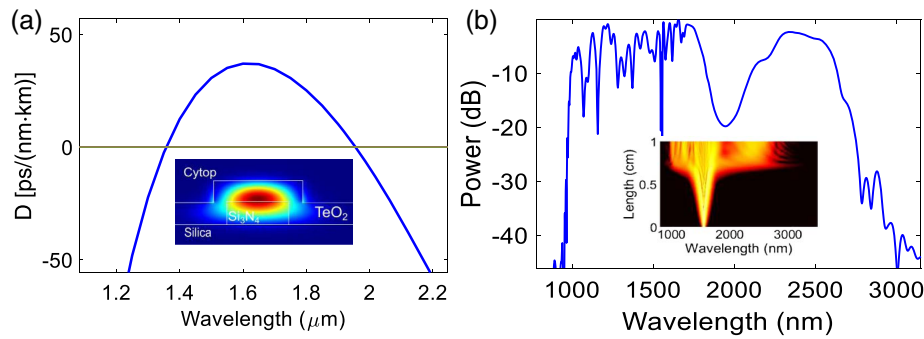 (a)
50
0
-50
D [ps/(nm·km)]
1.2 1.4 1.6 1.8 2 2.2
Wavelength (μm)
Cytop
Si₃N₄
TeO₂
Silica
(b)
-10
-20
-30
-40
Power (dB)
1000 1500 2000 2500 3000
Wavelength (nm)
1
0.5
0
Length (cm)
1000 2000 3000
Wavelength (nm)